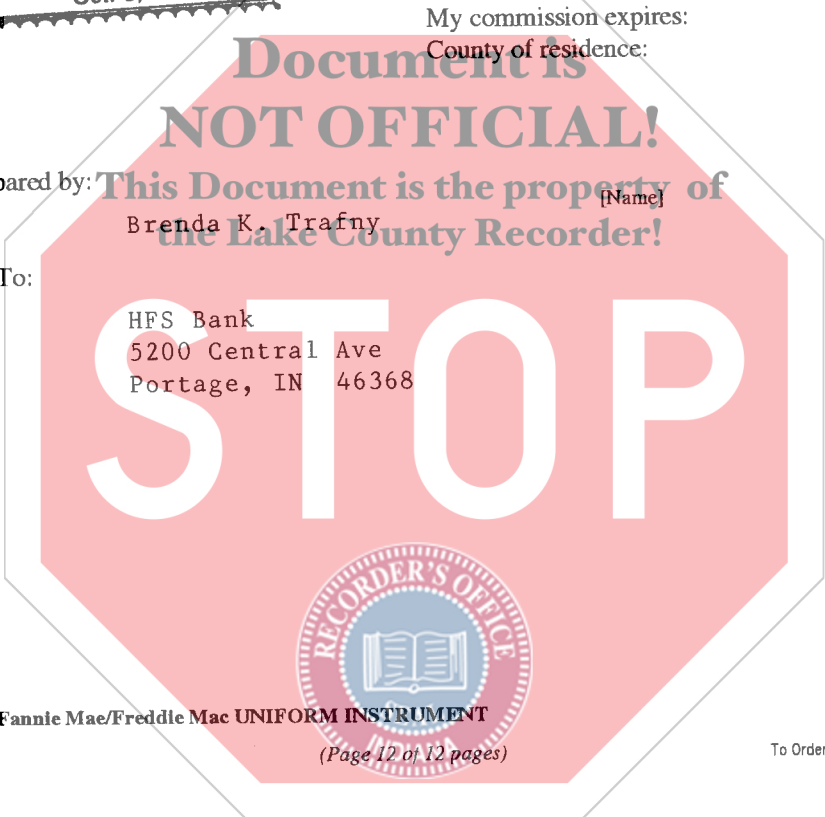 My commission expires:
County of residence:
Document is
NOT OFFICIAL!
pared by:
This Document is the property of
[Name]
Brenda K. Trafny
the Lake County Recorder!
To:
HFS Bank
5200 Central Ave
Portage, IN 46368
STOP
RECORDER'S OFFICE
INDIANA
Fannie Mae/Freddie Mac UNIFORM INSTRUMENT
(Page 12 of 12 pages)
To Order